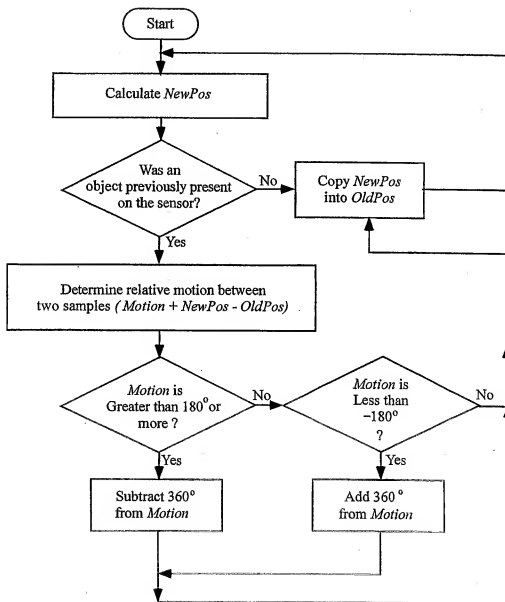 Start
Calculate NewPos
Was an
object previously present
on the sensor?
No
Copy NewPos
into OldPos
Yes
Determine relative motion between
two samples (Motion + NewPos - OldPos)
Motion is
Greater than 180° or
more ?
No
Motion is
Less than
–180°
?
No
Yes
Yes
Subtract 360°
from Motion
Add 360 °
from Motion